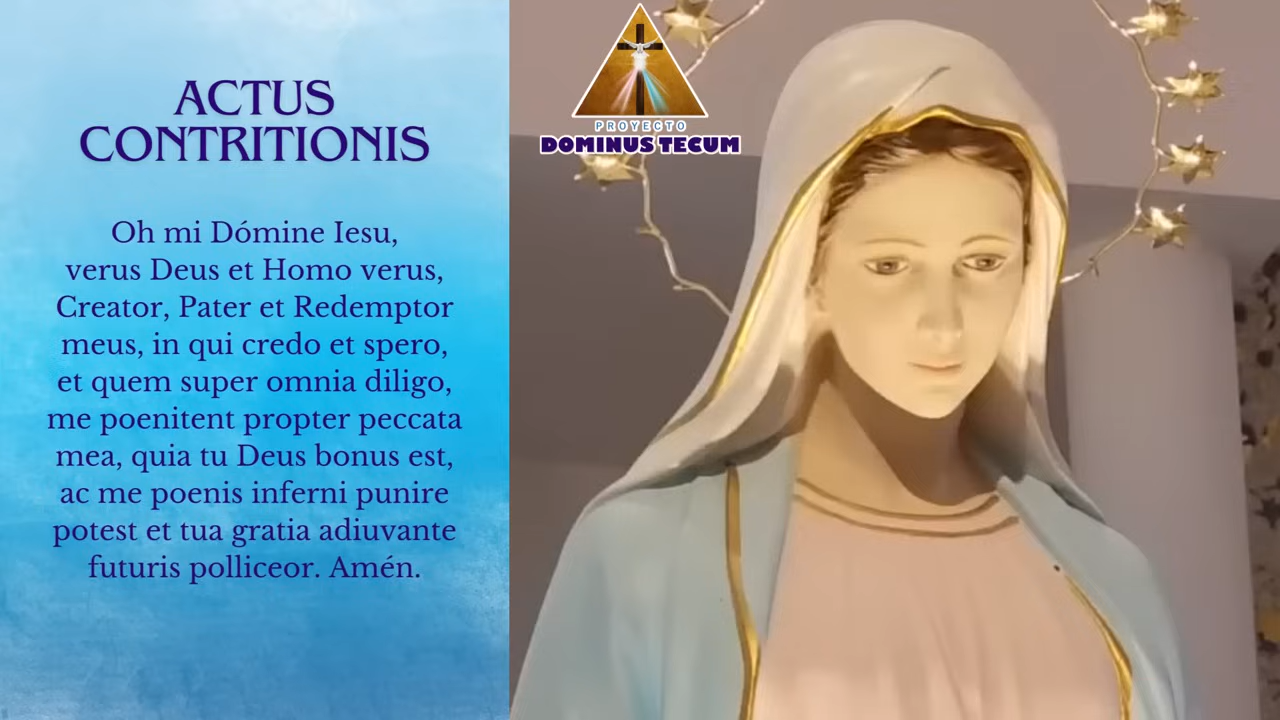 ACTUS
CONTRITIONIS
Oh mi Dómine Iesu,
verus Deus et Homo verus,
Creator, Pater et Redemptor
meus, in qui credo et spero,
et quem super omnia diligo,
me poenitent propter peccata
mea, quia tu Deus bonus est,
ac me poenis inferni punire
potest et tua gratia adiuvante
futuris polliceor. Amén.
PROYECTO
DOMINUS TECUM